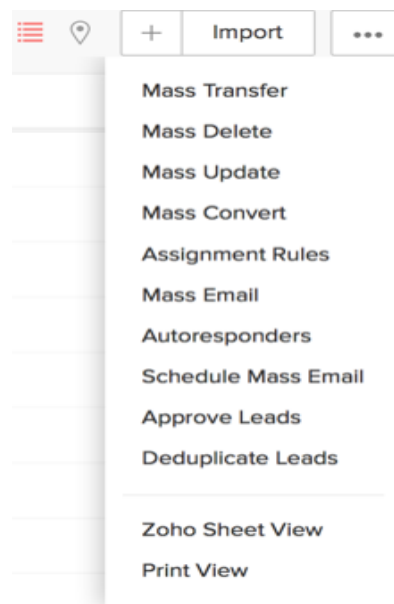 Import
Mass Transfer
Mass Delete
Mass Update
Mass Convert
Assignment Rules
Mass Email
Autoresponders
Schedule Mass Email
Approve Leads
Deduplicate Leads
Zoho Sheet View
Print View